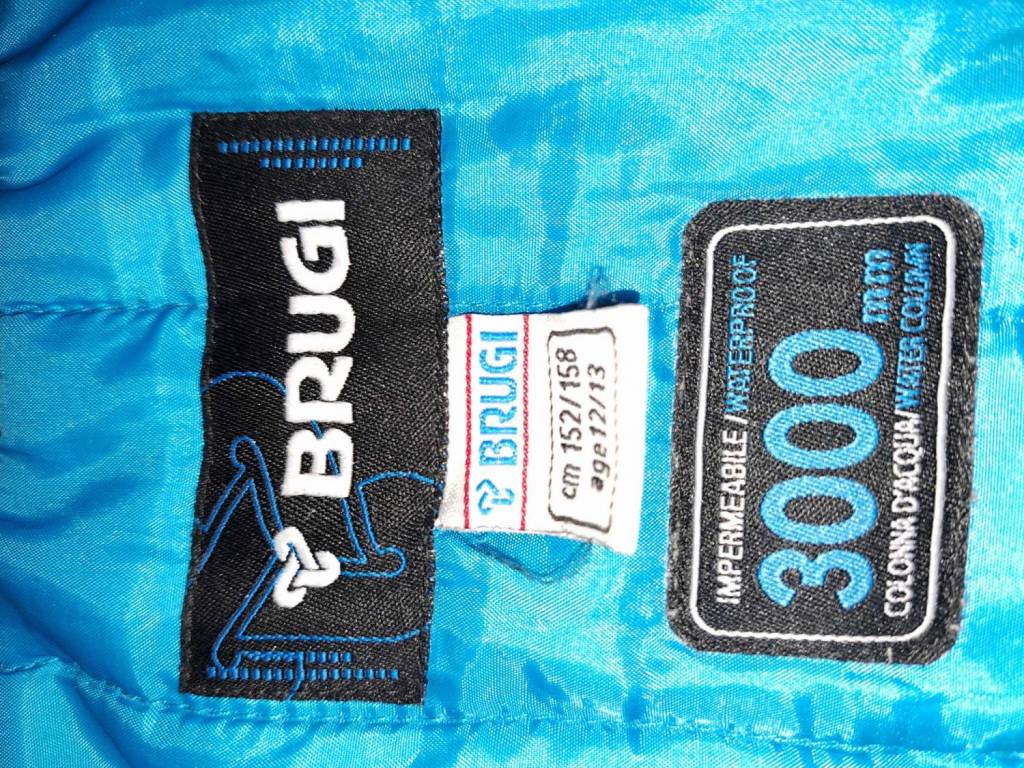 BRUGI
BRUGI
cm 152/158
age 12/13
IMPERMEABILE / WATERPROOF
3000 mm
COLONNA D'ACQUA/ WATER COLUMN